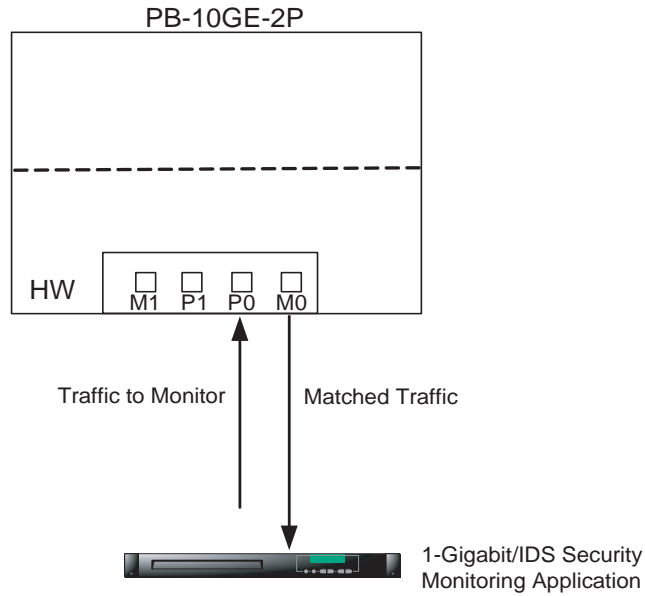 PB-10GE-2P
HW
M1 P1 P0 M0
Traffic to Monitor
Matched Traffic
1-Gigabit/IDS Security
Monitoring Application